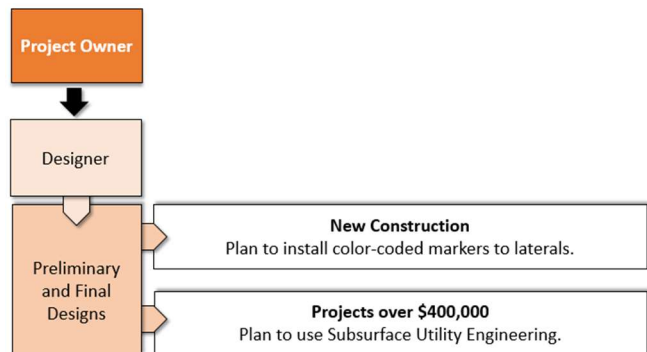 Project Owner
Designer
Preliminary
and Final
Designs
New Construction
Plan to install color-coded markers to laterals.
Projects over $400,000
Plan to use Subsurface Utility Engineering.